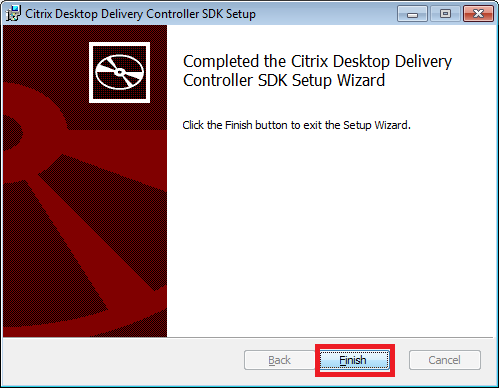 Citrix Desktop Delivery Controller SDK Setup
Completed the Citrix Desktop Delivery
Controller SDK Setup Wizard
Click the Finish button to exit the Setup Wizard.
Back Finish Cancel